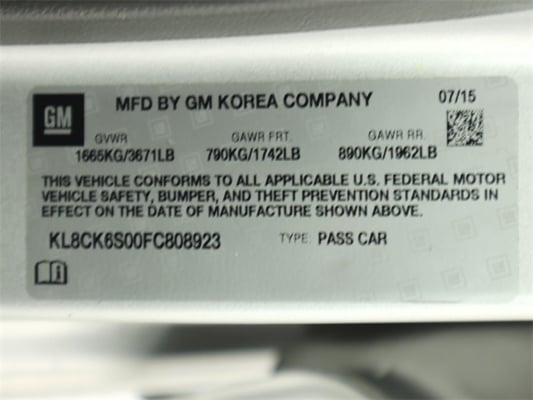 GM
MFD BY GM KOREA COMPANY
07/15
GVWR GAWR FRT. GAWR RR.
1665KG/3671LB 790KG/1742LB 890KG/1962LB
THIS VEHICLE CONFORMS TO ALL APPLICABLE U.S. FEDERAL MOTOR
VEHICLE SAFETY, BUMPER, AND THEFT PREVENTION STANDARDS IN
EFFECT ON THE DATE OF MANUFACTURE SHOWN ABOVE.
KL8CK6S00FC808923 TYPE: PASS CAR